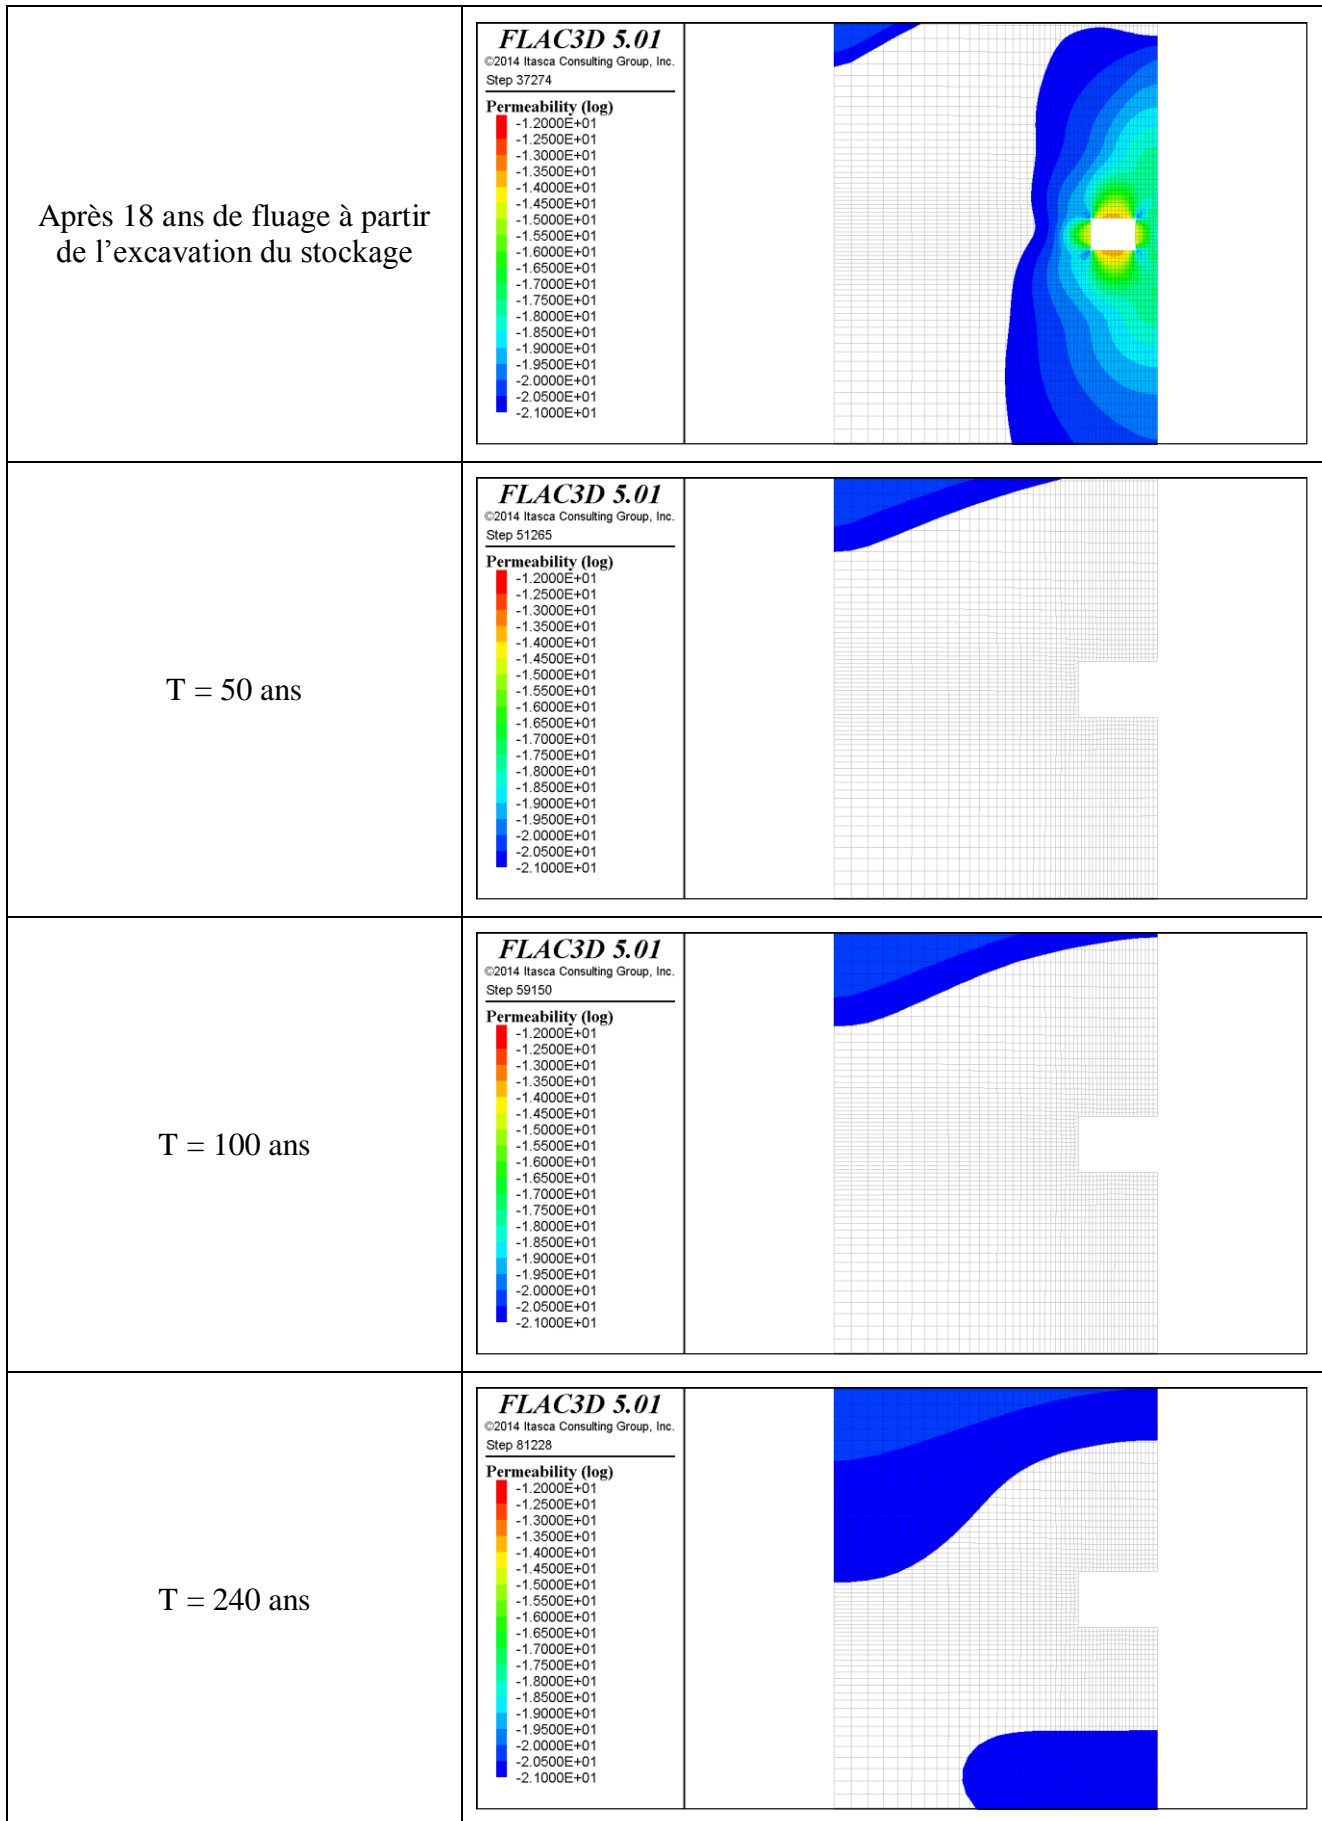 Après 18 ans de fluage à partir
de l’excavation du stockage
FLAC3D 5.01
©2014 Itasca Consulting Group, Inc.
Step 37274
Permeability (log)
-1.2000E+01
-1.2500E+01
-1.3000E+01
-1.3500E+01
-1.4000E+01
-1.4500E+01
-1.5000E+01
-1.5500E+01
-1.6000E+01
-1.6500E+01
-1.7000E+01
-1.7500E+01
-1.8000E+01
-1.8500E+01
-1.9000E+01
-1.9500E+01
-2.0000E+01
-2.0500E+01
-2.1000E+01
T = 50 ans
FLAC3D 5.01
©2014 Itasca Consulting Group, Inc.
Step 51265
Permeability (log)
-1.2000E+01
-1.2500E+01
-1.3000E+01
-1.3500E+01
-1.4000E+01
-1.4500E+01
-1.5000E+01
-1.5500E+01
-1.6000E+01
-1.6500E+01
-1.7000E+01
-1.7500E+01
-1.8000E+01
-1.8500E+01
-1.9000E+01
-1.9500E+01
-2.0000E+01
-2.0500E+01
-2.1000E+01
T = 100 ans
FLAC3D 5.01
©2014 Itasca Consulting Group, Inc.
Step 59150
Permeability (log)
-1.2000E+01
-1.2500E+01
-1.3000E+01
-1.3500E+01
-1.4000E+01
-1.4500E+01
-1.5000E+01
-1.5500E+01
-1.6000E+01
-1.6500E+01
-1.7000E+01
-1.7500E+01
-1.8000E+01
-1.8500E+01
-1.9000E+01
-1.9500E+01
-2.0000E+01
-2.0500E+01
-2.1000E+01
T = 240 ans
FLAC3D 5.01
©2014 Itasca Consulting Group, Inc.
Step 81228
Permeability (log)
-1.2000E+01
-1.2500E+01
-1.3000E+01
-1.3500E+01
-1.4000E+01
-1.4500E+01
-1.5000E+01
-1.5500E+01
-1.6000E+01
-1.6500E+01
-1.7000E+01
-1.7500E+01
-1.8000E+01
-1.8500E+01
-1.9000E+01
-1.9500E+01
-2.0000E+01
-2.0500E+01
-2.1000E+01